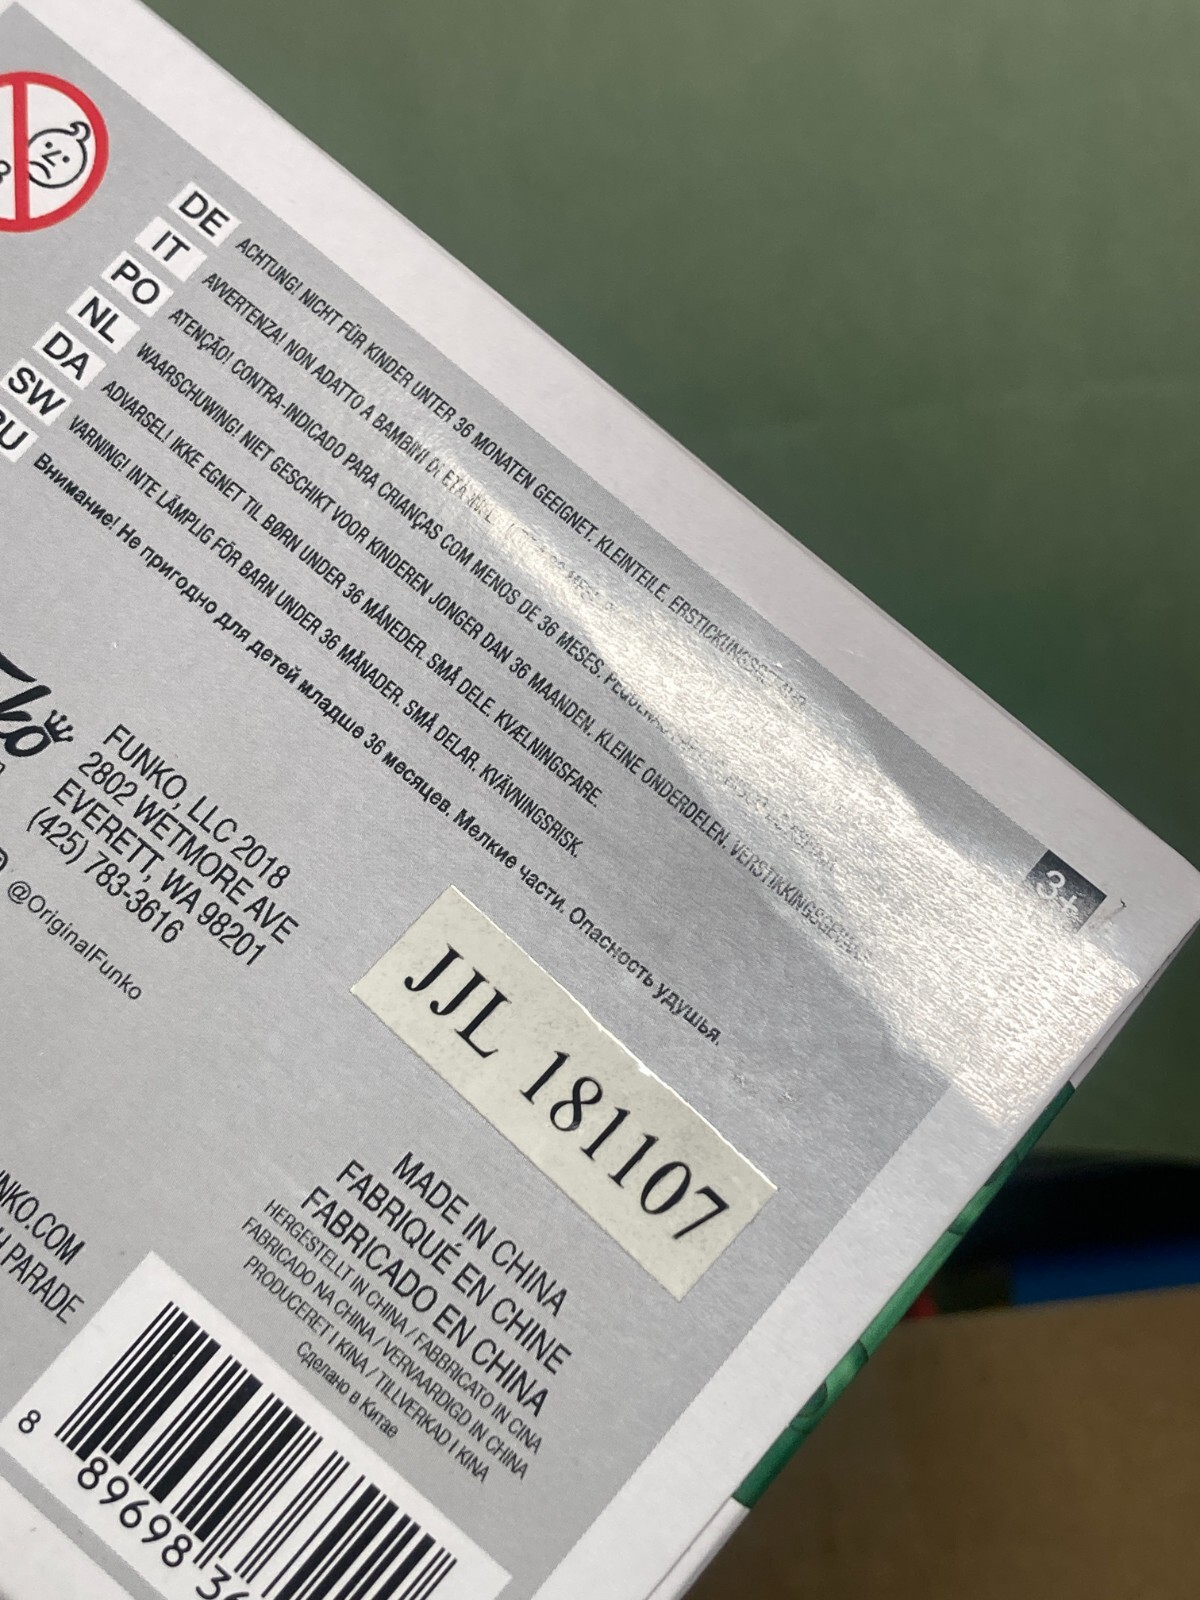 DE ACHTUNG! NICHT FÜR KINDER UNTER 36 MONATEN GEEIGNET. KLEINTEILE. ERSTICKUNGSGEFAHR
IT AVVERTENZA! NON ADATTO A BAMBINI DI ETÀ
PO ATENÇÃO! CONTRA-INDICADO PARA CRIANÇAS COM MENOS DE 36 MESES.
NL WAARSCHUWING! NIET GESCHIKT VOOR KINDEREN JONGER DAN 36 MAANDEN. KLEINE ONDERDELEN. VERSTIKKINGSGEVAAR
DA ADVARSEL! IKKE EGNET TIL BØRN UNDER 36 MÅNEDER. SMÅ DELE. KVÆLNINGSFARE.
SW VARNING! INTE LÄMPLIG FÖR BARN UNDER 36 MÅNADER. SMÅ DELAR. KVÄVNINGSRISK.
RU Внимание! Не пригодно для детей младше 36 месяцев. Мелкие части. Опасность удушья.
3+
FUNKO, LLC 2018
2802 WETMORE AVE
EVERETT, WA 98201
(425) 783-3616
@OriginalFunko
JJL 181107
NKO.COM
PARADE
MADE IN CHINA
FABRIQUÉ EN CHINE
FABRICADO EN CHINA
HERGESTELLT IN CHINA / FABBRICATO IN CINA
FABRICADO NA CHINA / VERVAARDIGD IN CHINA
PRODUCERET I KINA / TILLVERKAD I KINA
Сделано в Китае
8 89698 36